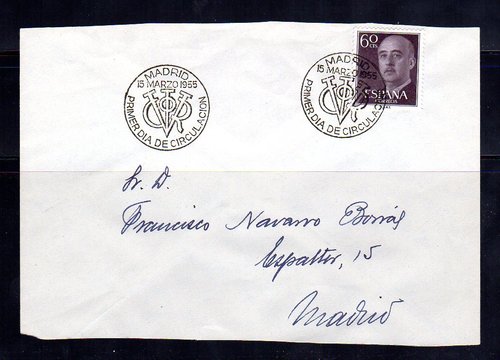 MADRID
15 MARZO 1955
PRIMER DIA DE CIRCULACION
MADRID
15 MARZO 1955
PRIMER DIA DE CIRCULA
60
CTS
ESPAÑA
CORREOS
Sr. D.
Francisco Navarro Borrás
Espalter, 15
Madrid